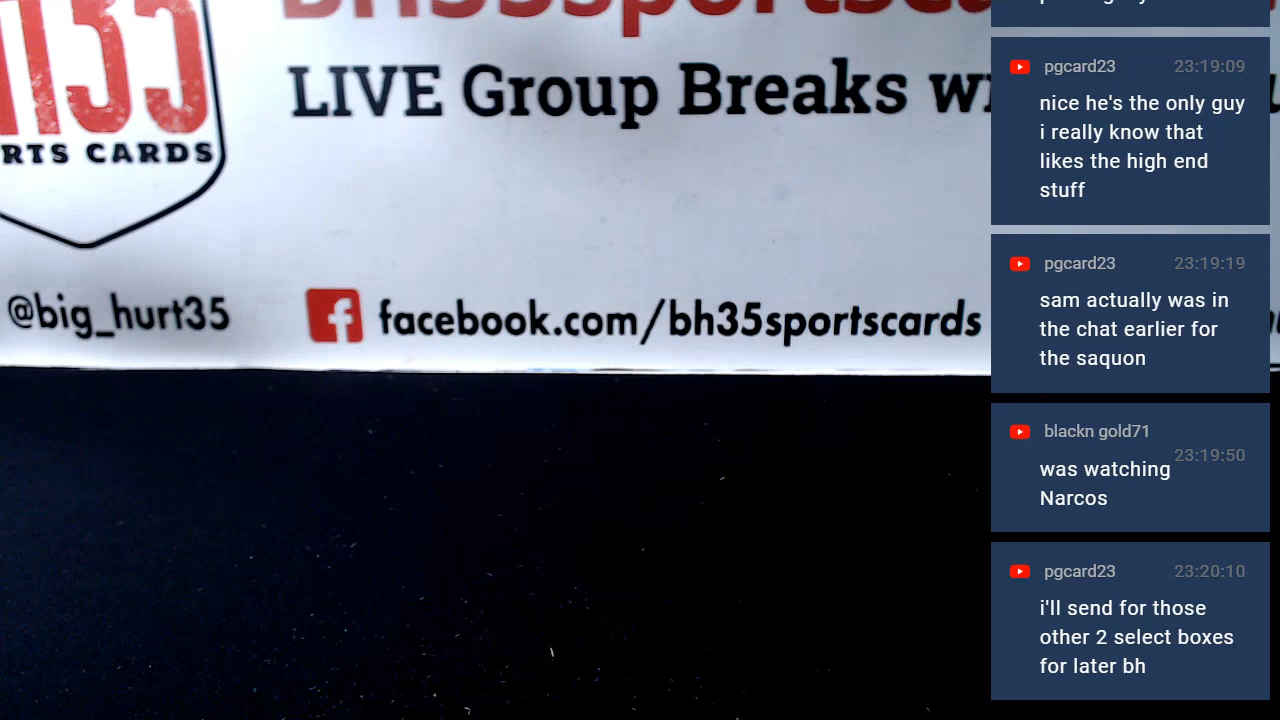 RTS CARDS
LIVE Group Breaks
@big_hurt35
facebook.com/bh35sportscards
pgcard23 23:19:09
nice he's the only guy
i really know that
likes the high end
stuff
pgcard23 23:19:19
sam actually was in
the chat earlier for
the saquon
blackn gold71
23:19:50
was watching
Narcos
pgcard23 23:20:10
i'll send for those
other 2 select boxes
for later bh